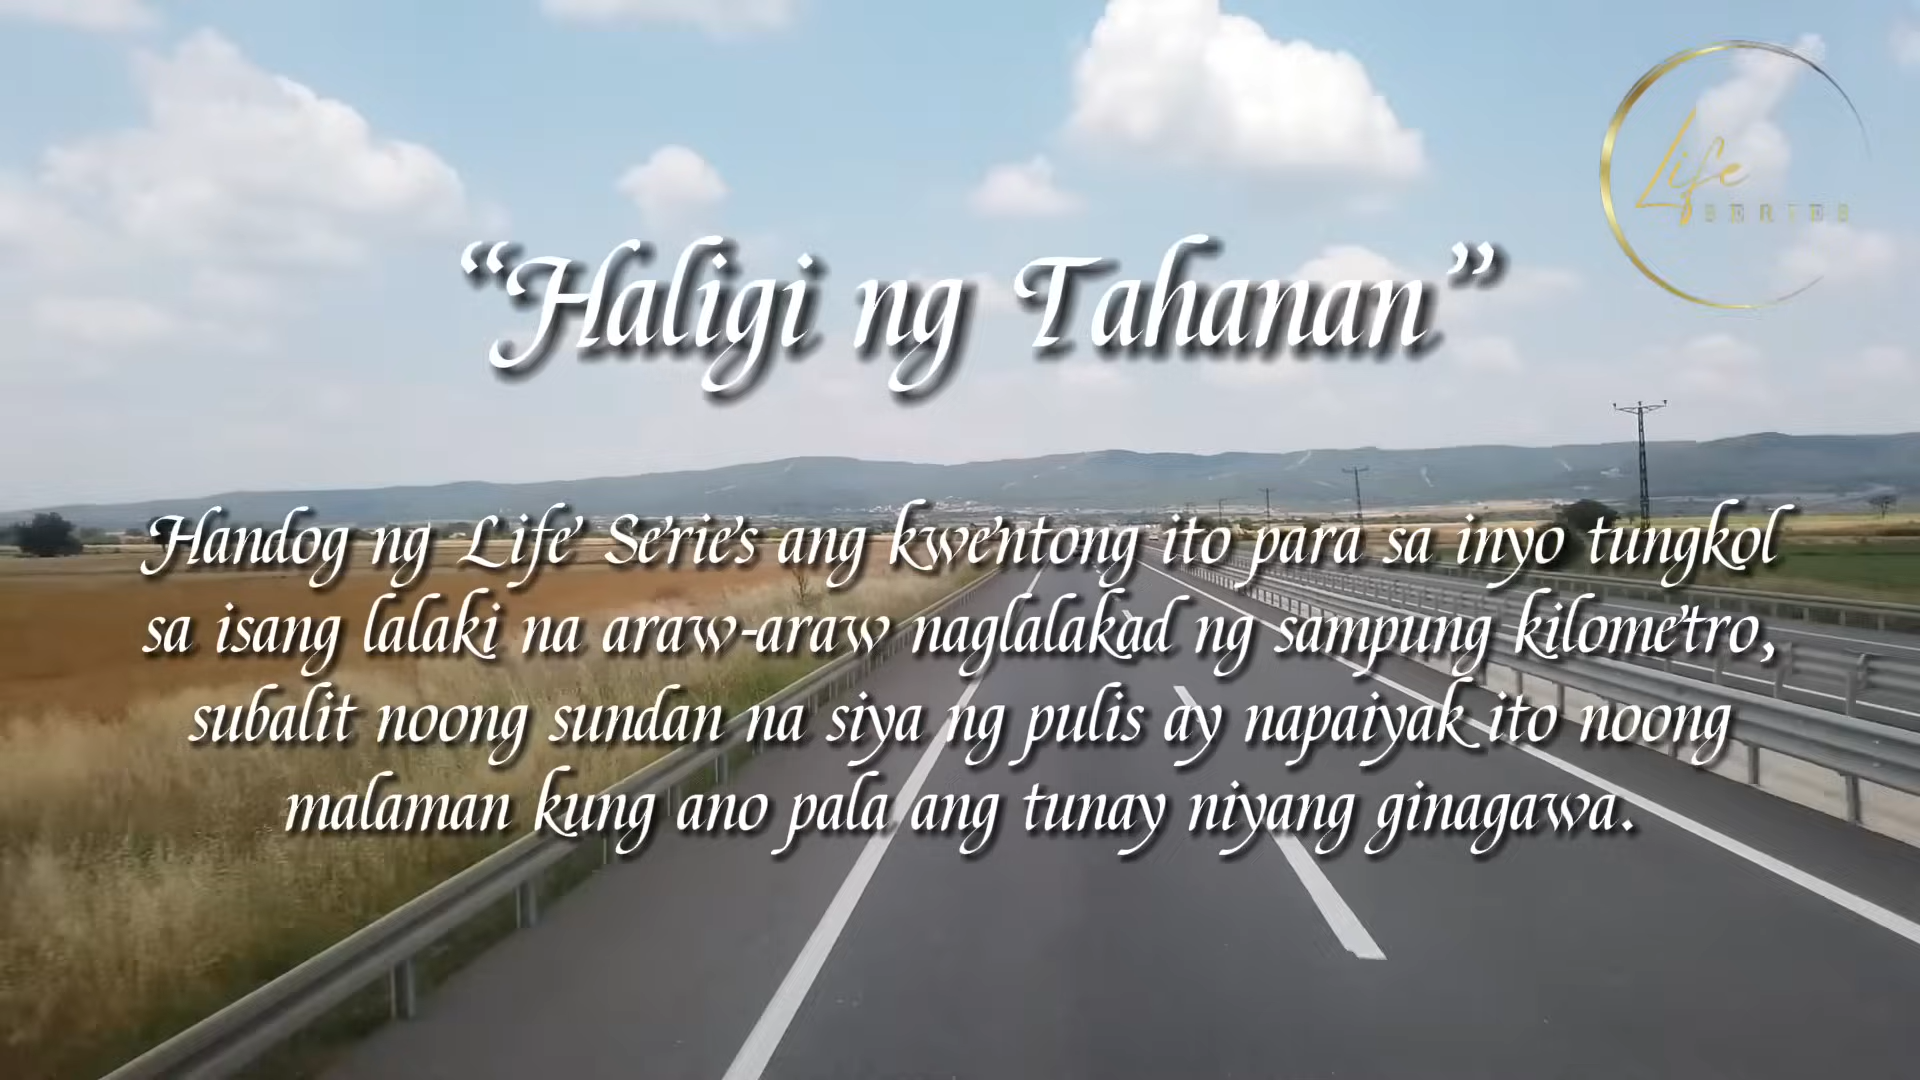 Life
SERIES
“Haligi ng Tahanan”
Handog ng Life Series ang kwentong ito para sa inyo tungkol
sa isang lalaki na araw-araw naglalakad ng sampung kilometro,
subalit noong sundan na siya ng pulis ay napaiyak ito noong
malaman kung ano pala ang tunay niyang ginagawa.